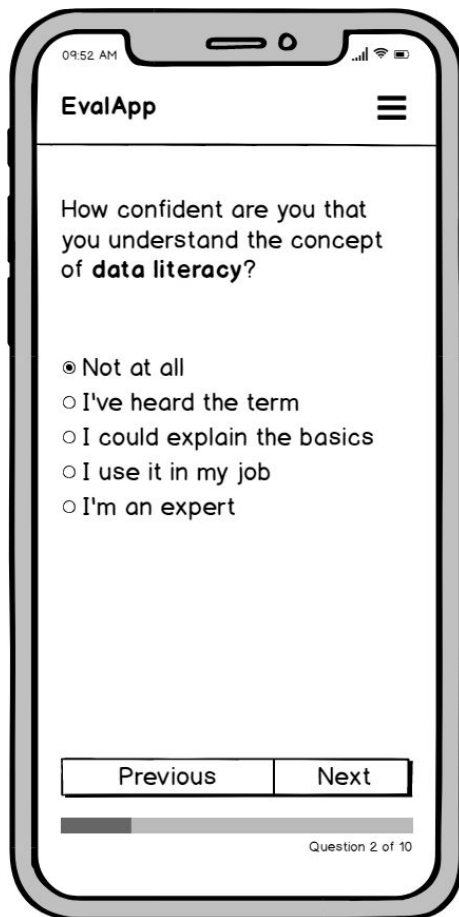 09:52 AM
EvalApp
How confident are you that
you understand the concept
of data literacy?
Not at all
I've heard the term
I could explain the basics
I use it in my job
I'm an expert
Previous Next
Question 2 of 10